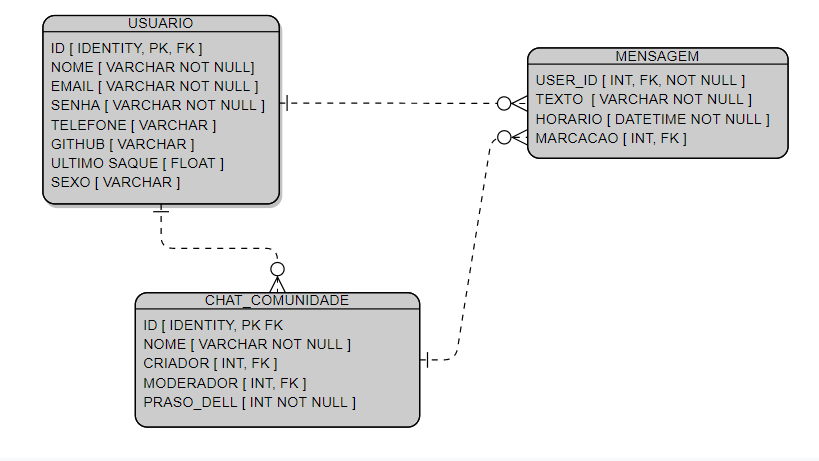 USUARIO
ID [ IDENTITY, PK, FK ]
NOME [ VARCHAR NOT NULL]
EMAIL [ VARCHAR NOT NULL ]
SENHA [ VARCHAR NOT NULL ]
TELEFONE [ VARCHAR ]
GITHUB [ VARCHAR ]
ULTIMO SAQUE [ FLOAT ]
SEXO [ VARCHAR ]
MENSAGEM
USER_ID [ INT, FK, NOT NULL ]
TEXTO [ VARCHAR NOT NULL ]
HORARIO [ DATETIME NOT NULL ]
MARCACAO [ INT, FK ]
CHAT_COMUNIDADE
ID [ IDENTITY, PK FK
NOME [ VARCHAR NOT NULL ]
CRIADOR [ INT, FK ]
MODERADOR [ INT, FK ]
PRASO_DELL [ INT NOT NULL ]